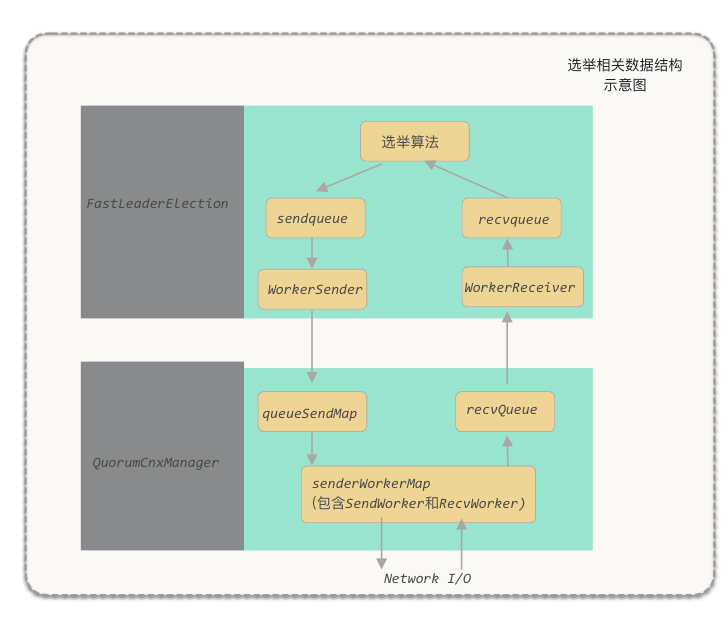 选举相关数据结构
示意图
选举算法
FastLeaderElection
sendqueue
recvqueue
WorkerSender
WorkerReceiver
queueSendMap
recvQueue
QuorumCnxManager
senderWorkerMap
(包含SendWorker和RecvWorker)
Network I/O